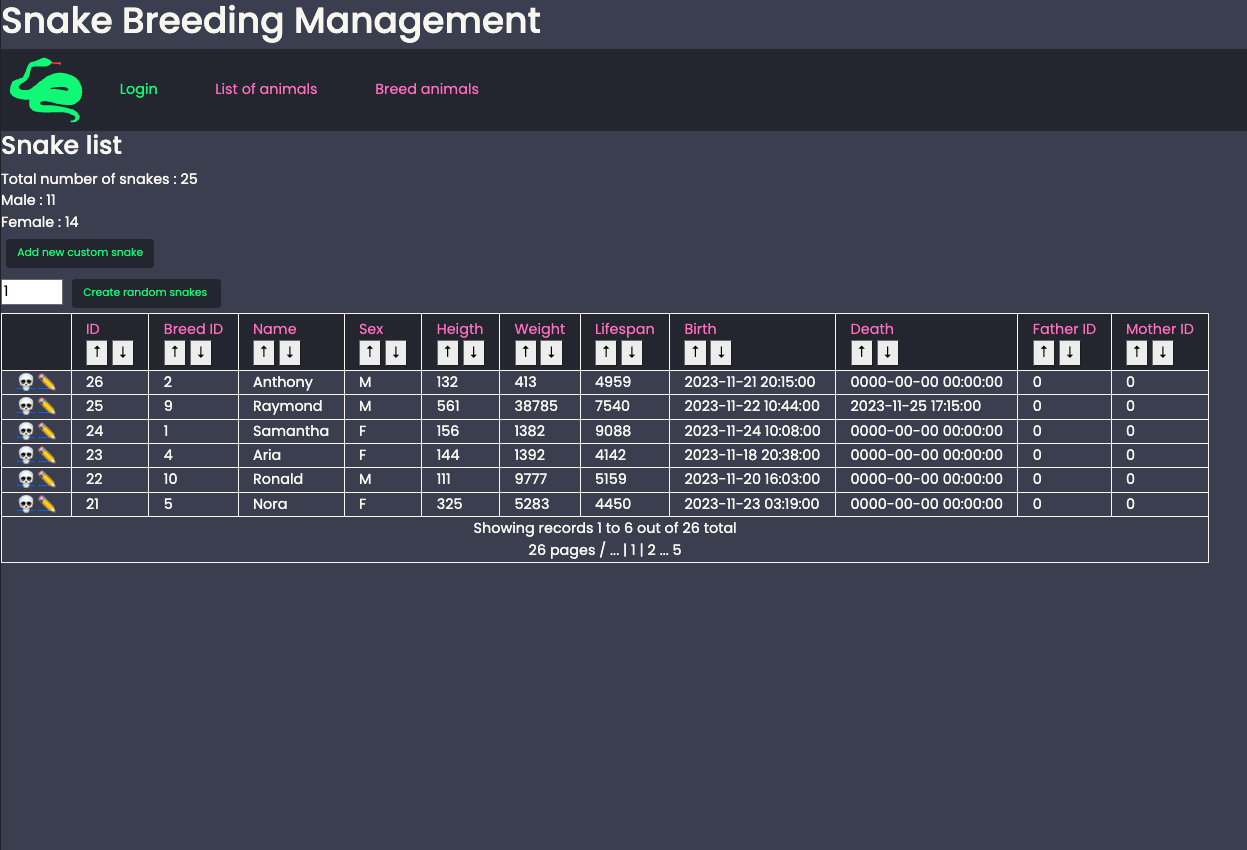 Snake Breeding Management
Login List of animals Breed animals
Snake list
Total number of snakes : 25
Male : 11
Female : 14
Add new custom snake
1 Create random snakes
ID Breed ID Name Sex Heigth Weight Lifespan Birth Death Father ID Mother ID
↑ ↓ ↑ ↓ ↑ ↓ ↑ ↓ ↑ ↓ ↑ ↓ ↑ ↓ ↑ ↓ ↑ ↓ ↑ ↓ ↑ ↓
26 2 Anthony M 132 413 4959 2023-11-21 20:15:00 0000-00-00 00:00:00 0 0
25 9 Raymond M 561 38785 7540 2023-11-22 10:44:00 2023-11-25 17:15:00 0 0
24 1 Samantha F 156 1382 9088 2023-11-24 10:08:00 0000-00-00 00:00:00 0 0
23 4 Aria F 144 1392 4142 2023-11-18 20:38:00 0000-00-00 00:00:00 0 0
22 10 Ronald M 111 9777 5159 2023-11-20 16:03:00 0000-00-00 00:00:00 0 0
21 5 Nora F 325 5283 4450 2023-11-23 03:19:00 0000-00-00 00:00:00 0 0
Showing records 1 to 6 out of 26 total
26 pages / ... | 1 | 2 ... 5